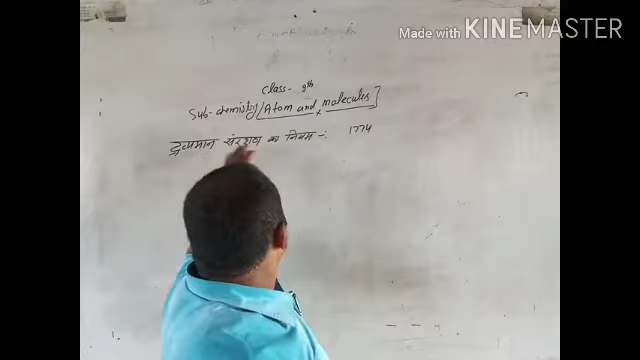 Made with KINEMASTER
Class- 9th
Sub-chemistry [Atom and molecules]
द्रव्यमान संरक्षण का नियम -: 1774